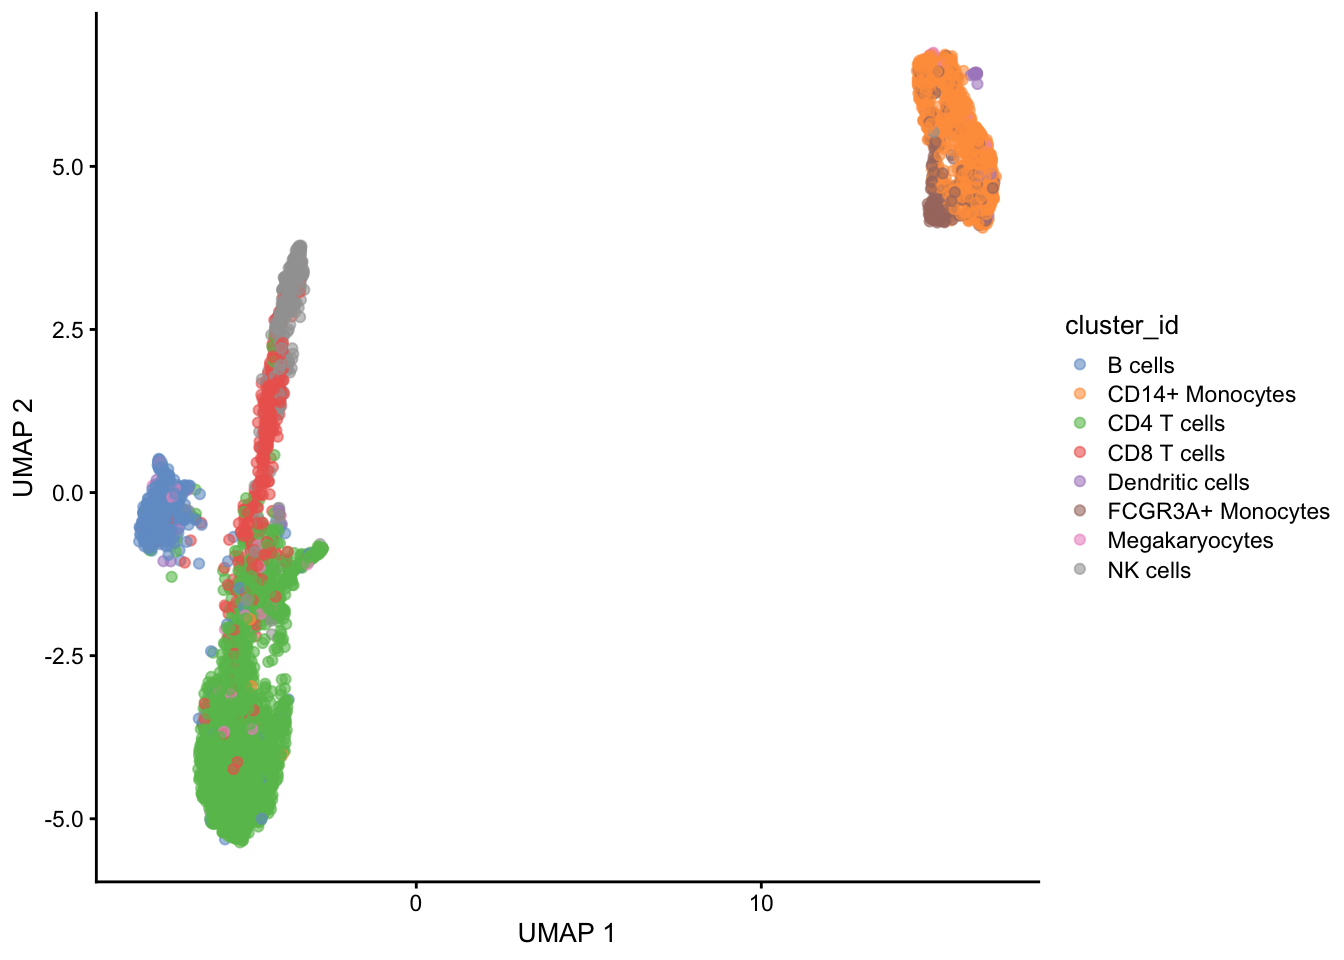 5.0
2.5
0.0
-2.5
-5.0
UMAP 2
0
10
UMAP 1
cluster_id
B cells
CD14+ Monocytes
CD4 T cells
CD8 T cells
Dendritic cells
FCGR3A+ Monocytes
Megakaryocytes
NK cells